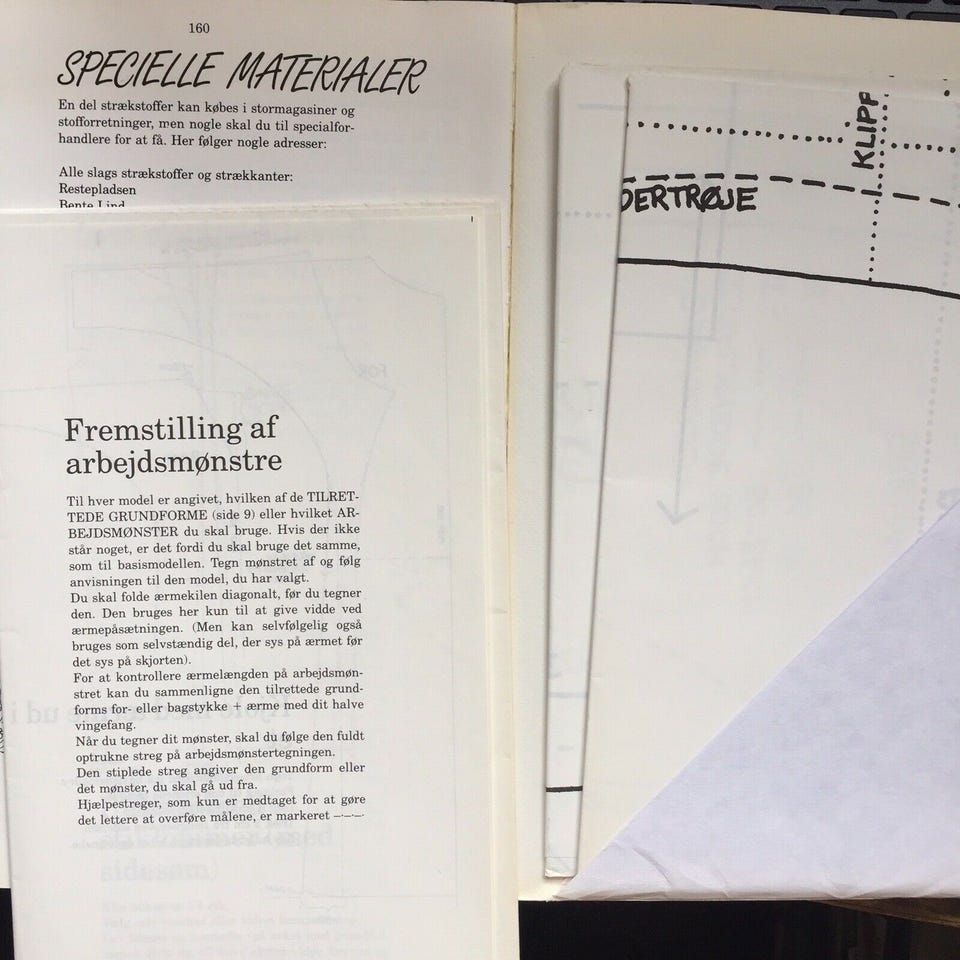 160
SPECIELLE MATERIALER
En del strækstoffer kan købes i stormagasiner og
stofforretninger, men nogle skal du til specialfor-
handlere for at få. Her følger nogle adresser:
Alle slags strækstoffer og strækkanter:
Restepladsen
Bente Lind
Fremstilling af
arbejdsmønstre
Til hver model er angivet, hvilken af de TILRET-
TEDE GRUNDFORME (side 9) eller hvilket AR-
BEJDSMØNSTER du skal bruge. Hvis der ikke
står noget, er det fordi du skal bruge det samme,
som til basismodellen. Tegn mønstret af og følg
anvisningen til den model, du har valgt.
Du skal folde ærmekilen diagonalt, før du tegner
den. Den bruges her kun til at give vidde ved
ærmepåsætningen. (Men kan selvfølgelig også
bruges som selvstændig del, der sys på ærmet før
det sys på skjorten).
For at kontrollere ærmelængden på arbejdsmøn-
stret kan du sammenligne den tilrettede grund-
forms for- eller bagstykke + ærme med dit halve
vingefang.
Når du tegner dit mønster, skal du følge den fuldt
optrukne streg på arbejdsmønstertegningen.
Den stiplede streg angiver den grundform eller
det mønster, du skal gå ud fra.
Hjælpestreger, som kun er medtaget for at gøre
det lettere at overføre målene, er markeret –·–·–·
KLIPP
DERTRØJE